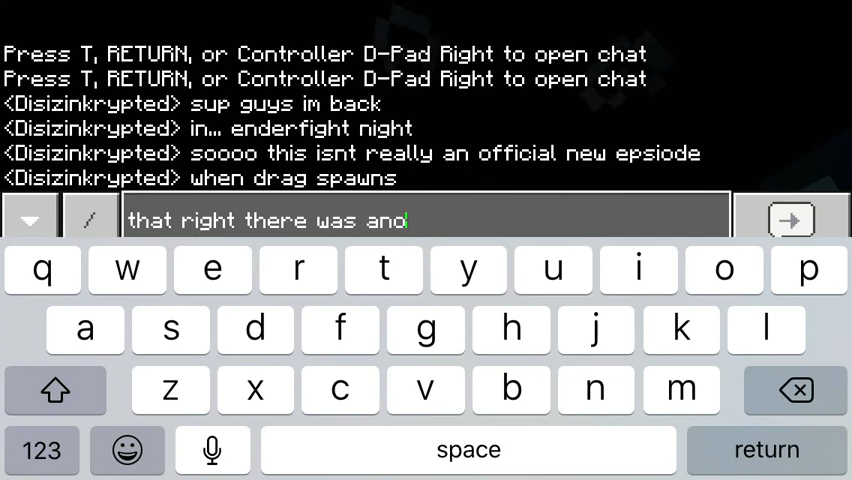 Press T, RETURN, or Controller D-Pad Right to open chat
Press T, RETURN, or Controller D-Pad Right to open chat
<Disizinkrypted> sup guys im back
<Disizinkrypted> in... enderfight night
<Disizinkrypted> soooo this isnt really an official new epsiode
<Disizinkrypted> when drag spawns
/ that right there was ano
q w e r t y u i o p
a s d f g h j k l
z x c v b n m
123 space return